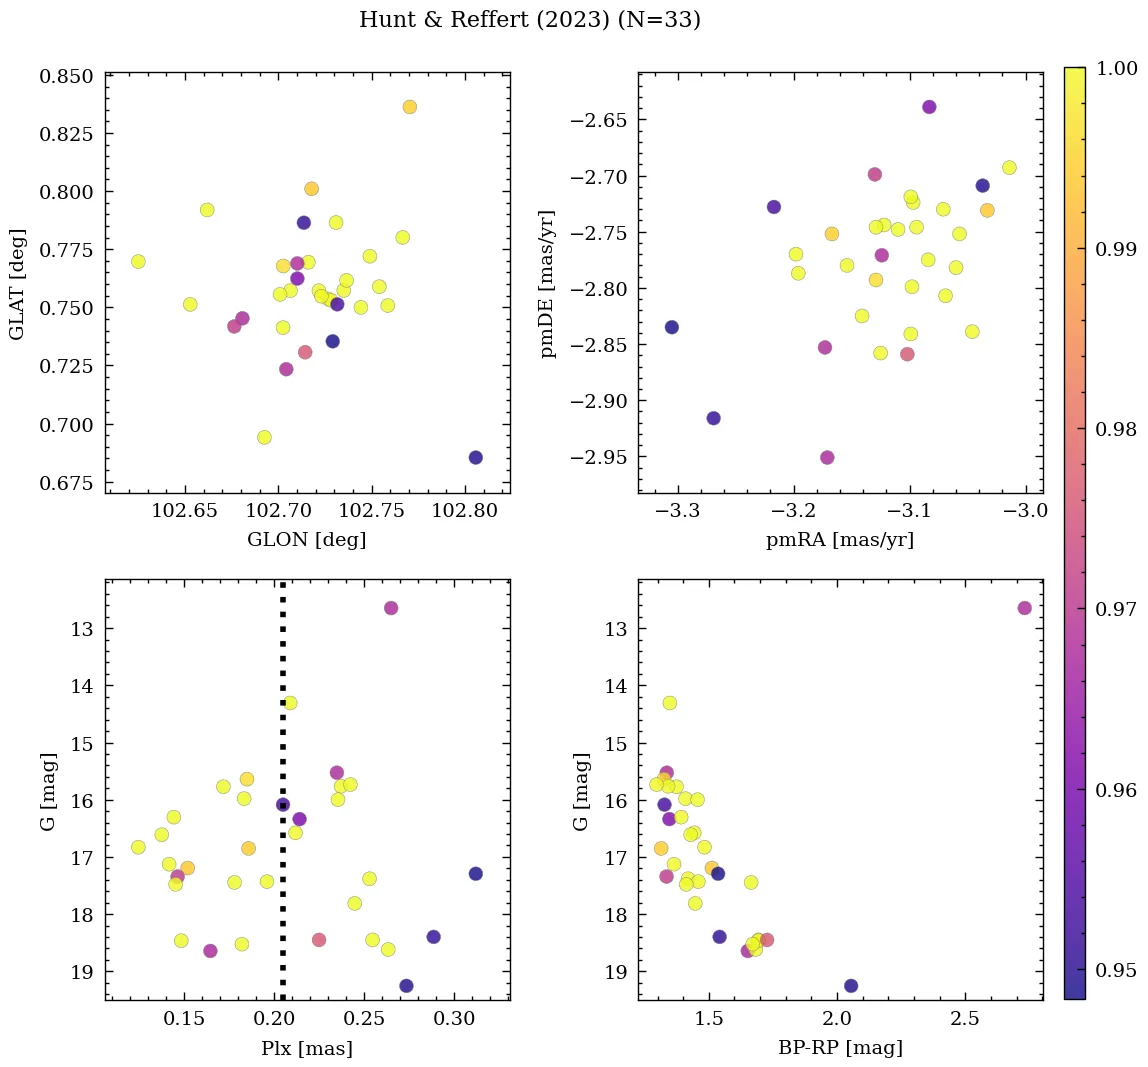 Hunt & Reffert (2023) (N=33)
0.850
0.825
0.800
0.775
0.750
0.725
0.700
0.675
GLAT [deg]
102.65 102.70 102.75 102.80
GLON [deg]
−2.65
−2.70
−2.75
−2.80
−2.85
−2.90
−2.95
pmDE [mas/yr]
−3.3 −3.2 −3.1 −3.0
pmRA [mas/yr]
13
14
15
16
17
18
19
G [mag]
0.15 0.20 0.25 0.30
Plx [mas]
13
14
15
16
17
18
19
G [mag]
1.5 2.0 2.5
BP-RP [mag]
1.00
0.99
0.98
0.97
0.96
0.95